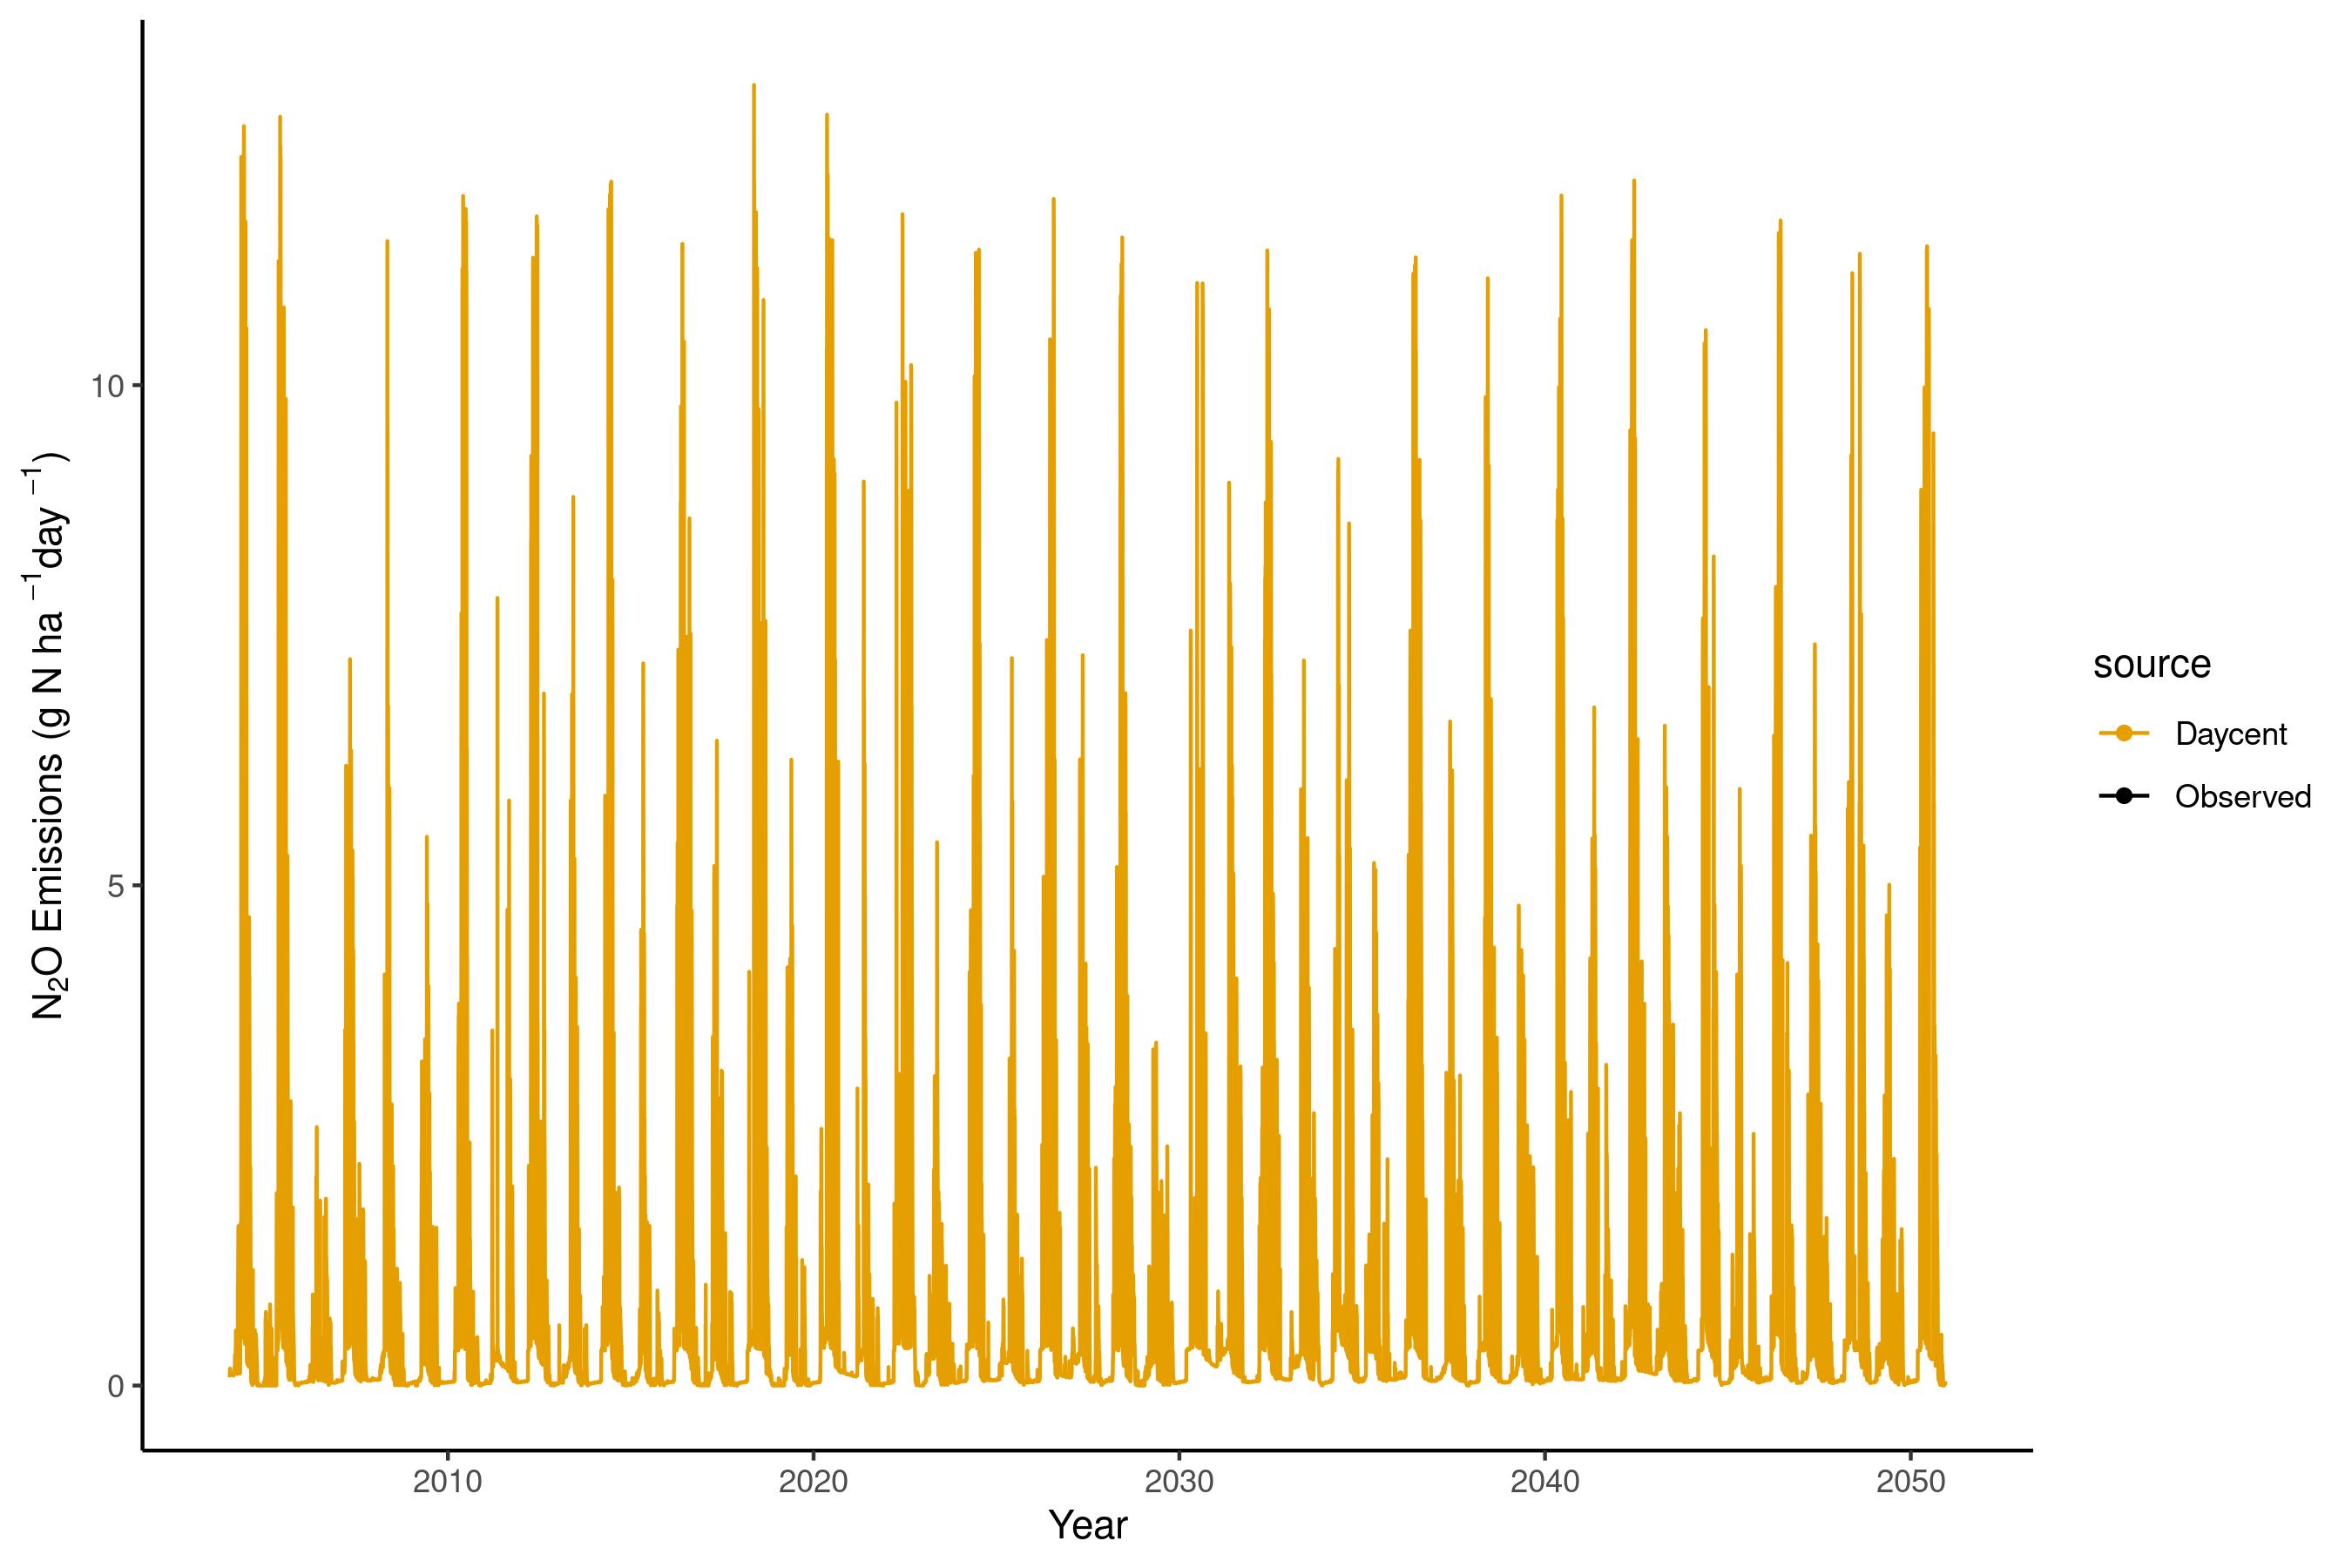 N₂O Emissions (g N ha ⁻¹day ⁻¹)
10
5
0
2010 2020 2030 2040 2050
Year
source
Daycent
Observed